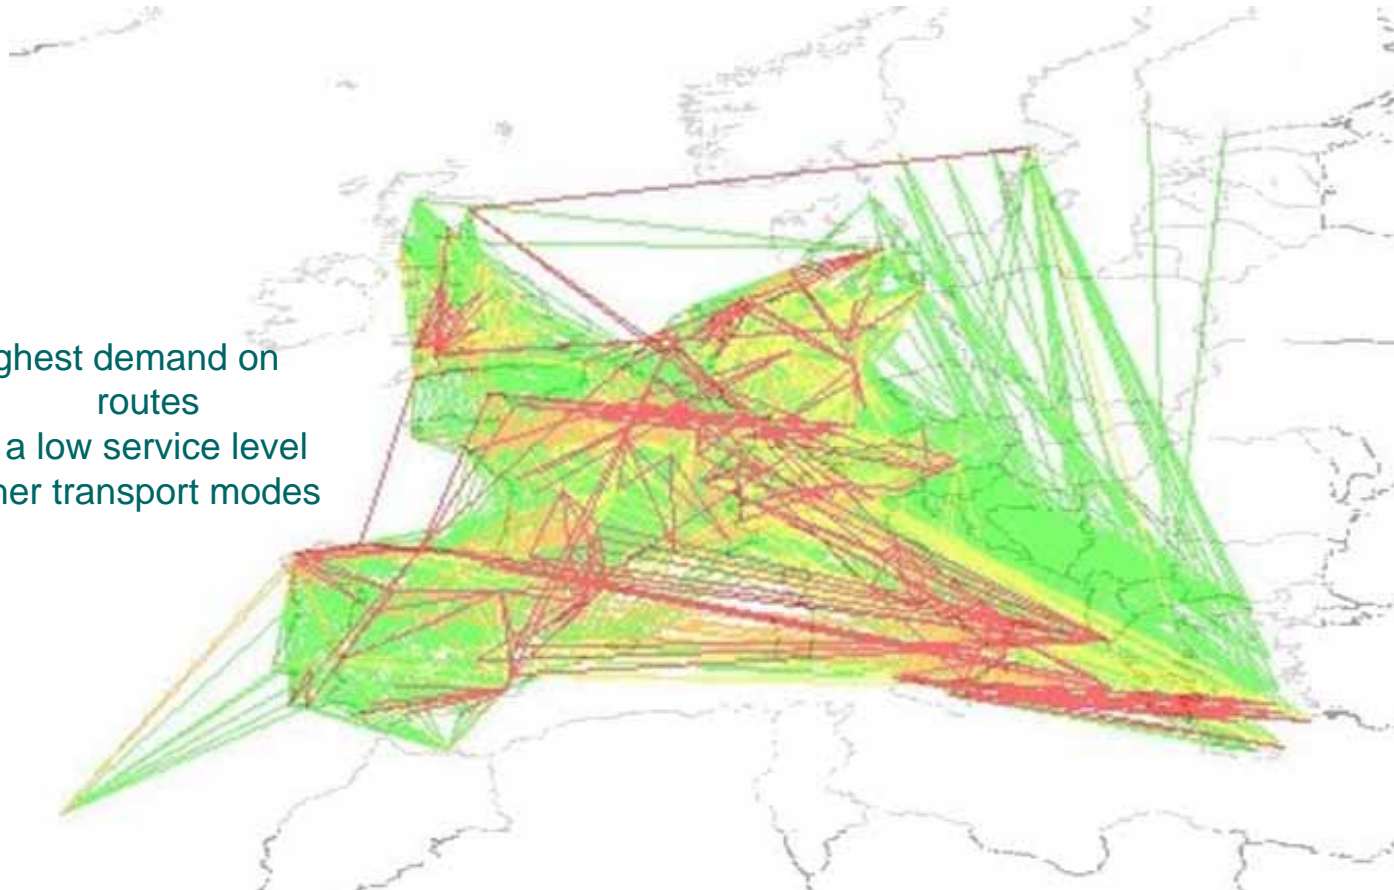 ghest demand on
routes
a low service level
her transport modes